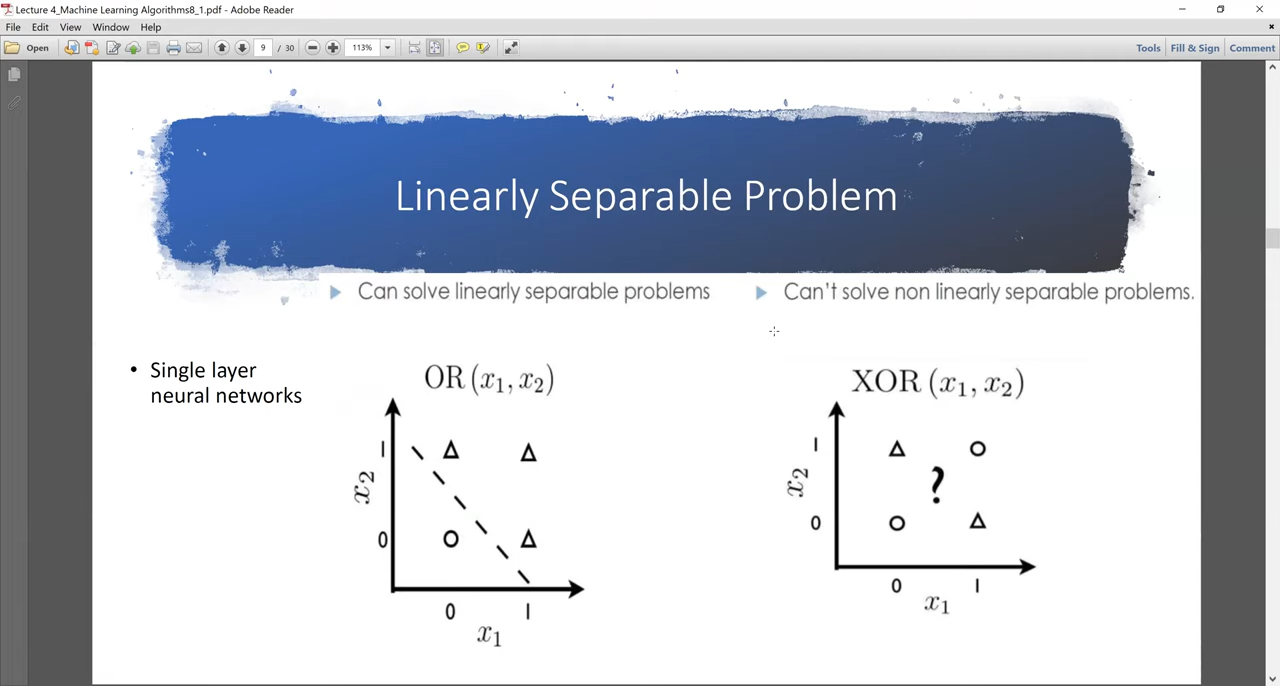 Lecture 4_Machine Learning Algorithms8_1.pdf - Adobe Reader
File Edit View Window Help
Open 9 / 30 113% Tools Fill & Sign Comment
Linearly Separable Problem
Can solve linearly separable problems
Can't solve non linearly separable problems.
• Single layer
neural networks
OR (x₁, x₂)
1
x₂
0
0 1
x₁
XOR (x₁, x₂)
1
x₂
?
0
0 1
x₁